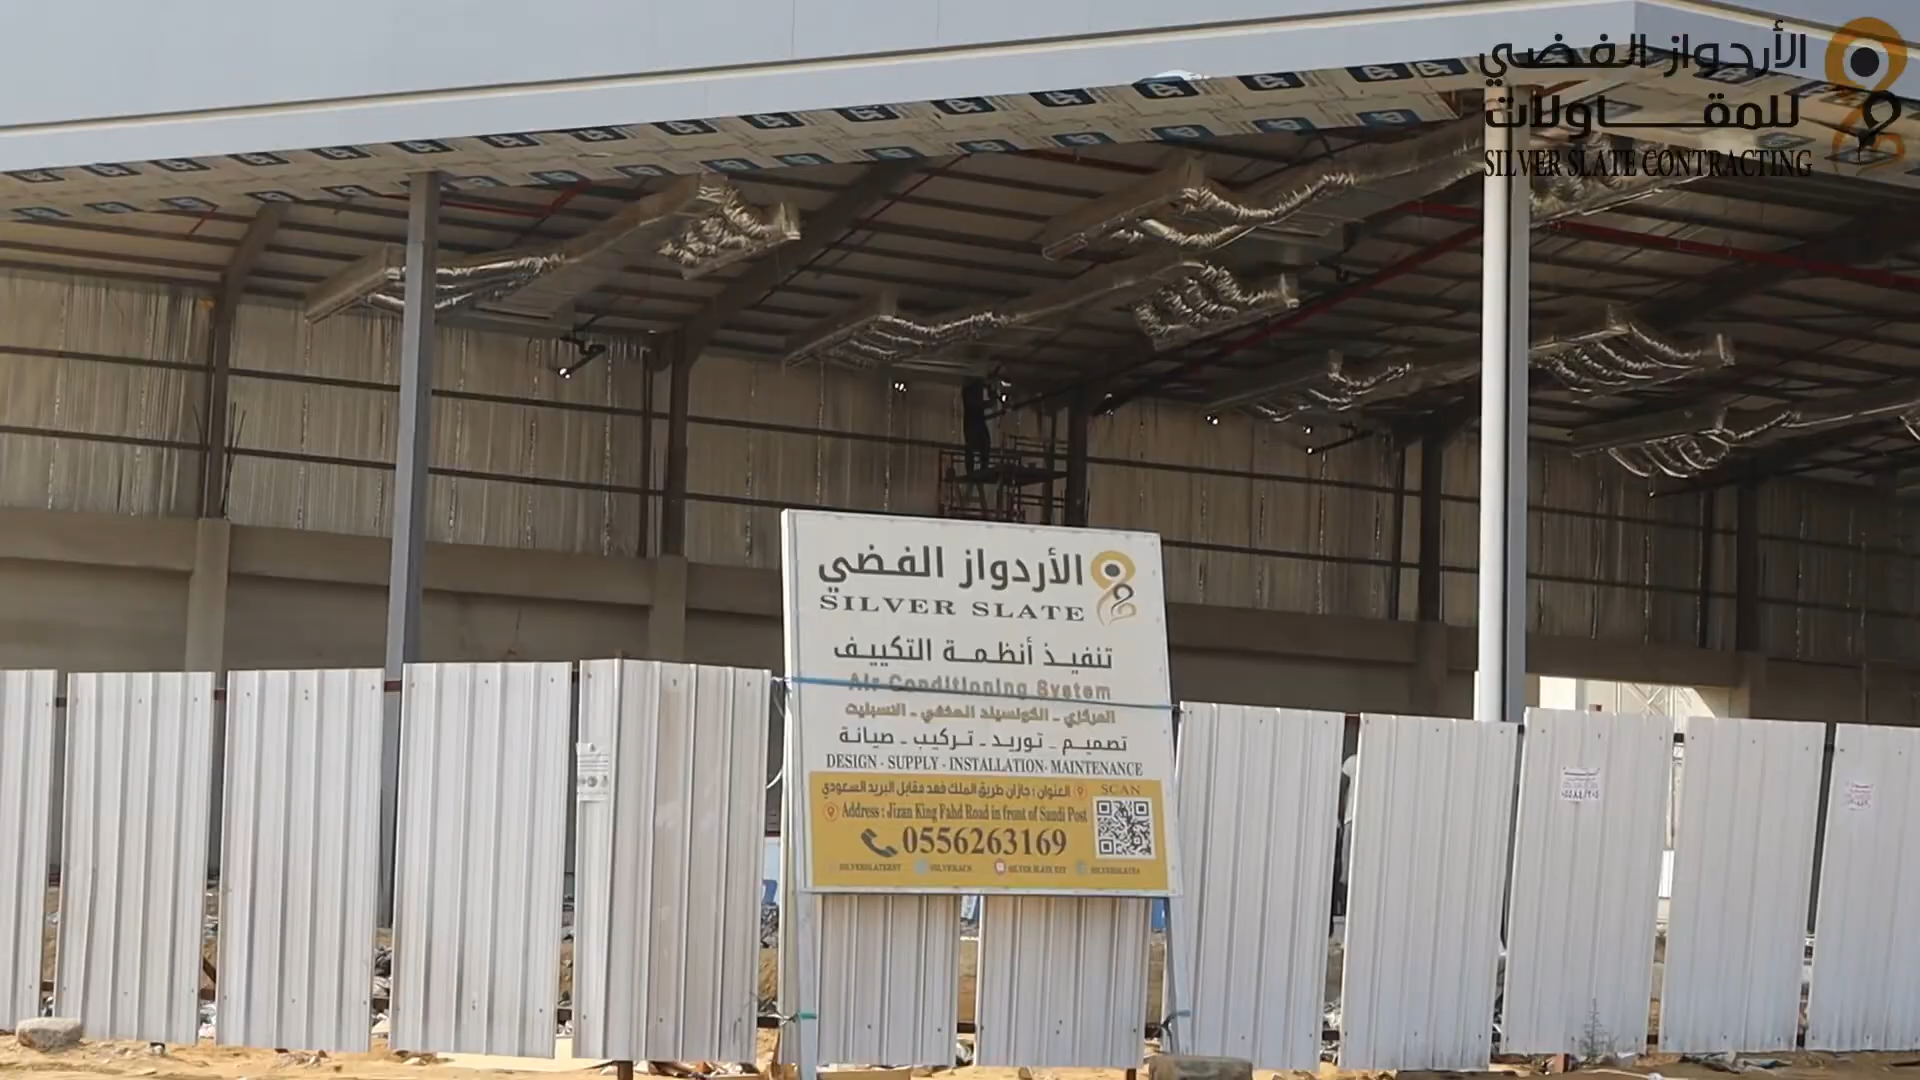 الأردواز الفضي
للمقاولات
SILVER SLATE CONTRACTING
الأردواز الفضي
SILVER SLATE
تنفيذ أنظمة التكييف
Air Conditioning System
المركزي - الكونسيلد المخفي - السبليت
تصميم - توريد - تركيب - صيانة
DESIGN - SUPPLY - INSTALLATION- MAINTENANCE
العنوان : جازان طريق الملك فهد مقابل البريد السعودي
SCAN
Address : Jizan King Fahd Road in front of Saudi Post
0556263169